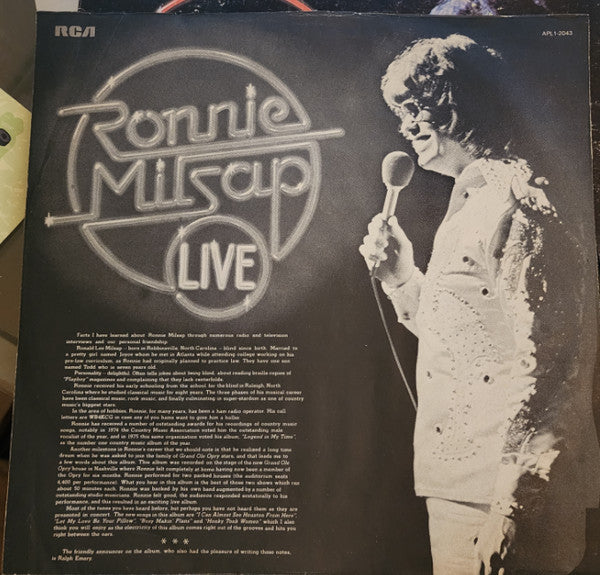 RCA
APL1-2043
Ronnie
Milsap
LIVE
Facts I have learned about Ronnie Milsap through numerous radio and television
interviews and our personal friendship.
Ronald Lee Milsap - born in Robbinsville, North Carolina - blind since birth. Married to
a pretty girl named Joyce whom he met in Atlanta while attending college working on his
pre-law curriculum, as Ronnie had originally planned to practice law. They have one son
named Todd who is seven years old.
Personality - delightful. Often tells jokes about being blind, about reading braille copies of
"Playboy" magazines and complaining that they lack centerfolds.
Ronnie received his early schooling from the school for the blind in Raleigh, North
Carolina where he studied classical music for eight years. The three phases of his musical career
have been classical music, rock music, and finally culminating in super-stardom as one of country
music's biggest stars.
In the area of hobbies, Ronnie, for many years, has been a ham radio operator. His call
letters are in case any of you hams want to give him a holler.
Ronnie has received a number of outstanding awards for his recordings of country music
songs, notably in 1974 the Country Music Association voted him the outstanding male
vocalist of the year, and in 1975 this same organization voted his album, "Legend in My Time",
as the number one country music album of the year.
Another milestone in Ronnie's career that we should note is that he realized a long time
dream when he was asked to join the family of Grand Ole Opry stars, and that leads me to
a few words about this album. This album was recorded on the stage of the new Grand Ole
Opry house in Nashville where Ronnie felt completely at home having now been a member of
the Opry for some months. Ronnie performed for two packed houses (the auditorium seats
4,400 per performance). What you hear in this album is the best of those two shows which ran
about 50 minutes each. Ronnie was backed by his own band augmented by a number of
outstanding studio musicians. Ronnie felt good, the audience responded ecstatically to his
performance, and this resulted in an exciting live album.
Most of the tunes you have heard before, but perhaps you have not heard them as they are
presented in concert. The new songs in this album are "I Can Almost See Houston From Here",
"Let My Love Be Your Pillow", "Busy Makin' Plans" and "Honky Tonk Women" which I also
think you will enjoy as the electricity of this album comes right out of the grooves and hits you
right between the ears.
* * *
The friendly announcer on the album, who also had the pleasure of writing these notes,
is Ralph Emery.